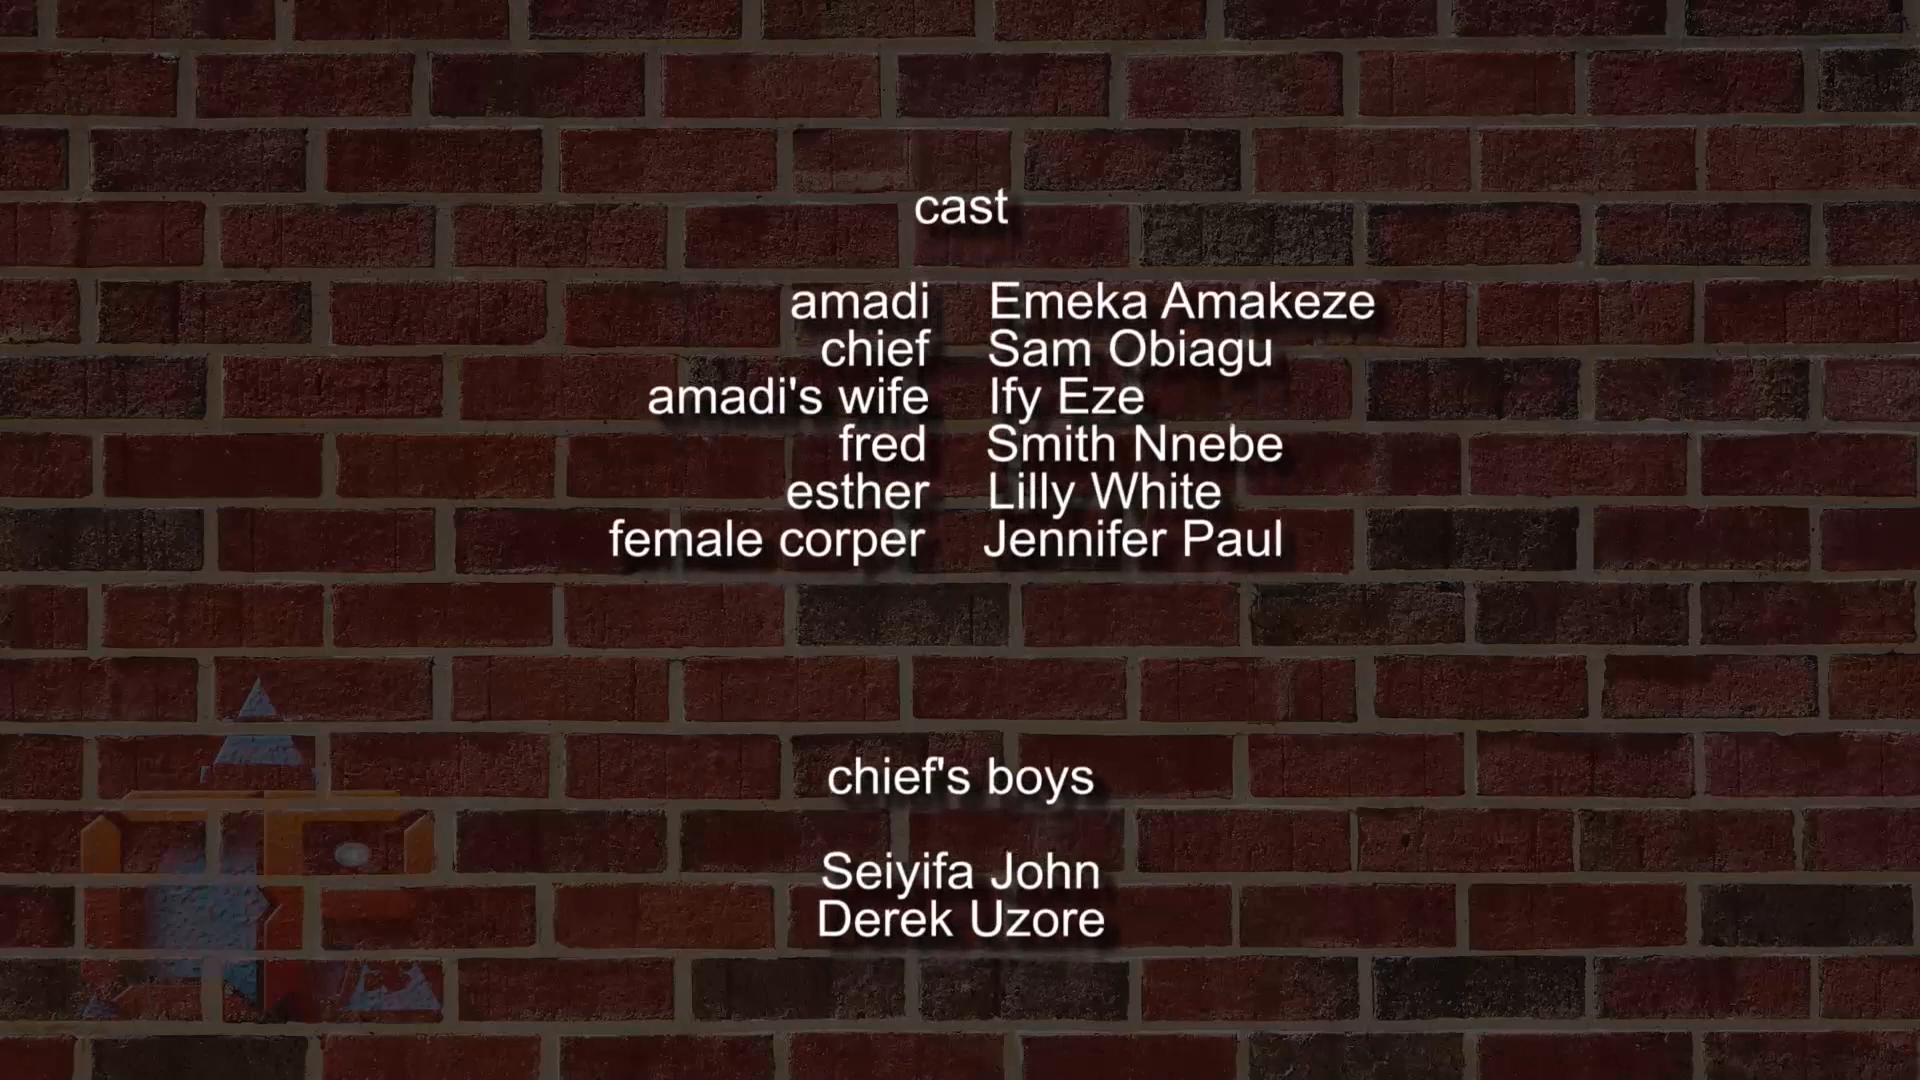 cast
amadi Emeka Amakeze
chief Sam Obiagu
amadi's wife Ify Eze
fred Smith Nnebe
esther Lilly White
female corper Jennifer Paul
chief's boys
Seiyifa John
Derek Uzore